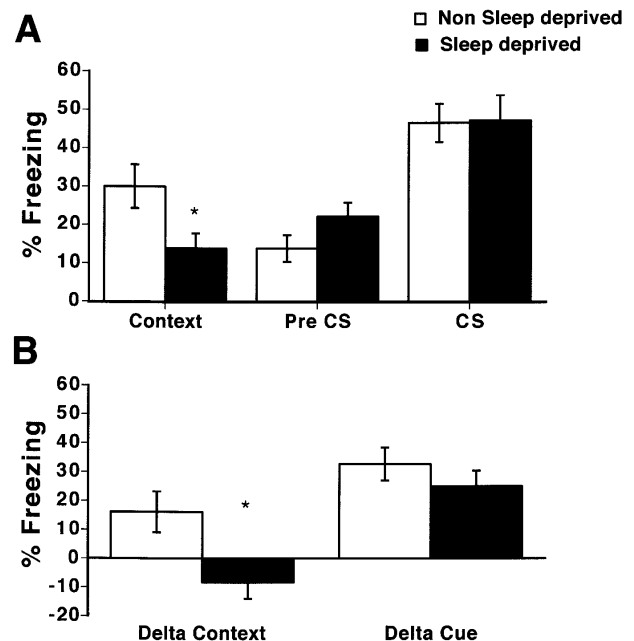 A
Non Sleep deprived
Sleep deprived
% Freezing
60
50
40
30
20
10
0
*
Context Pre CS CS
B
% Freezing
60
50
40
30
20
10
0
-10
-20
*
Delta Context Delta Cue